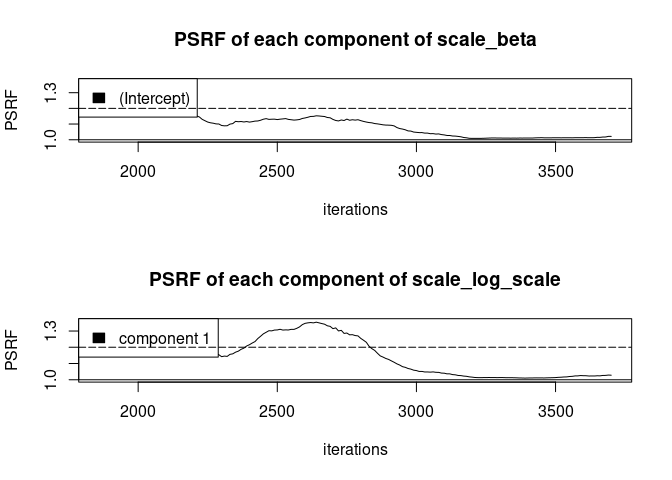 PSRF of each component of scale_beta
PSRF
1.3
1.0
(Intercept)
2000 2500 3000 3500
iterations
PSRF of each component of scale_log_scale
PSRF
1.3
1.0
component 1
2000 2500 3000 3500
iterations